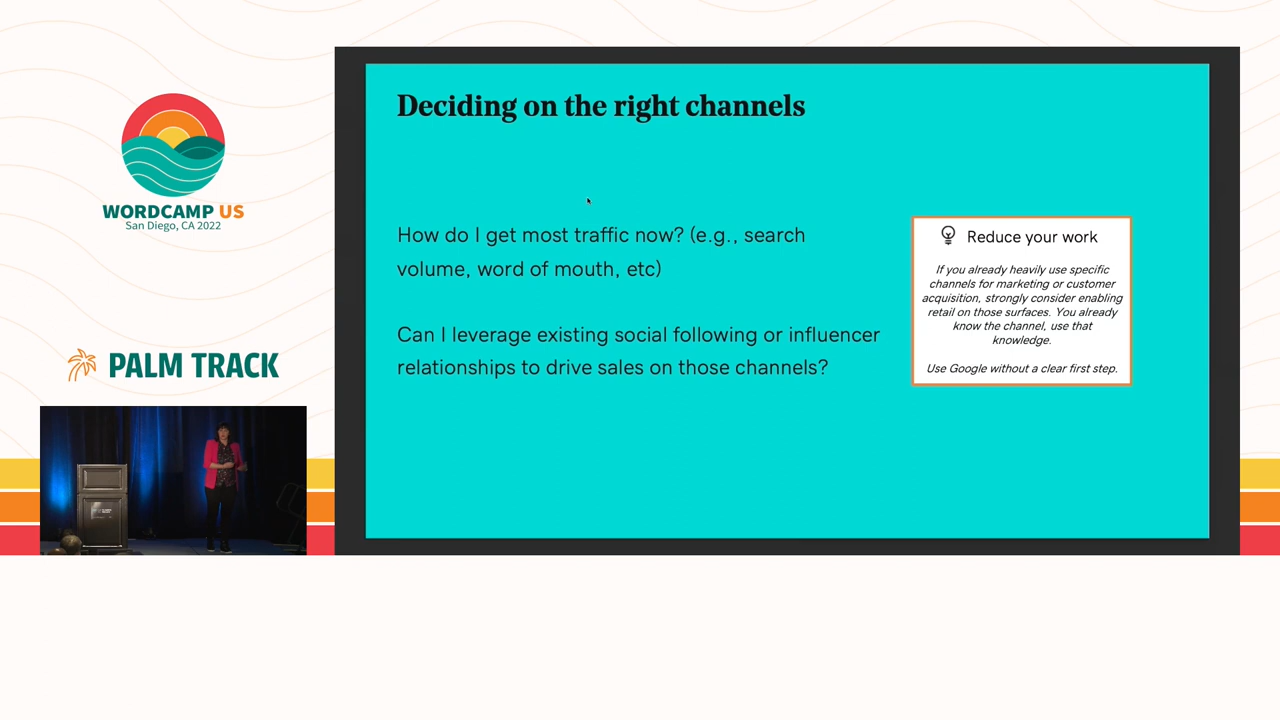 WORDCAMP US
San Diego, CA 2022
PALM TRACK
Deciding on the right channels
How do I get most traffic now? (e.g., search
volume, word of mouth, etc)
Can I leverage existing social following or influencer
relationships to drive sales on those channels?
Reduce your work
If you already heavily use specific
channels for marketing or customer
acquisition, strongly consider enabling
retail on those surfaces. You already
know the channel, use that
knowledge.
Use Google without a clear first step.